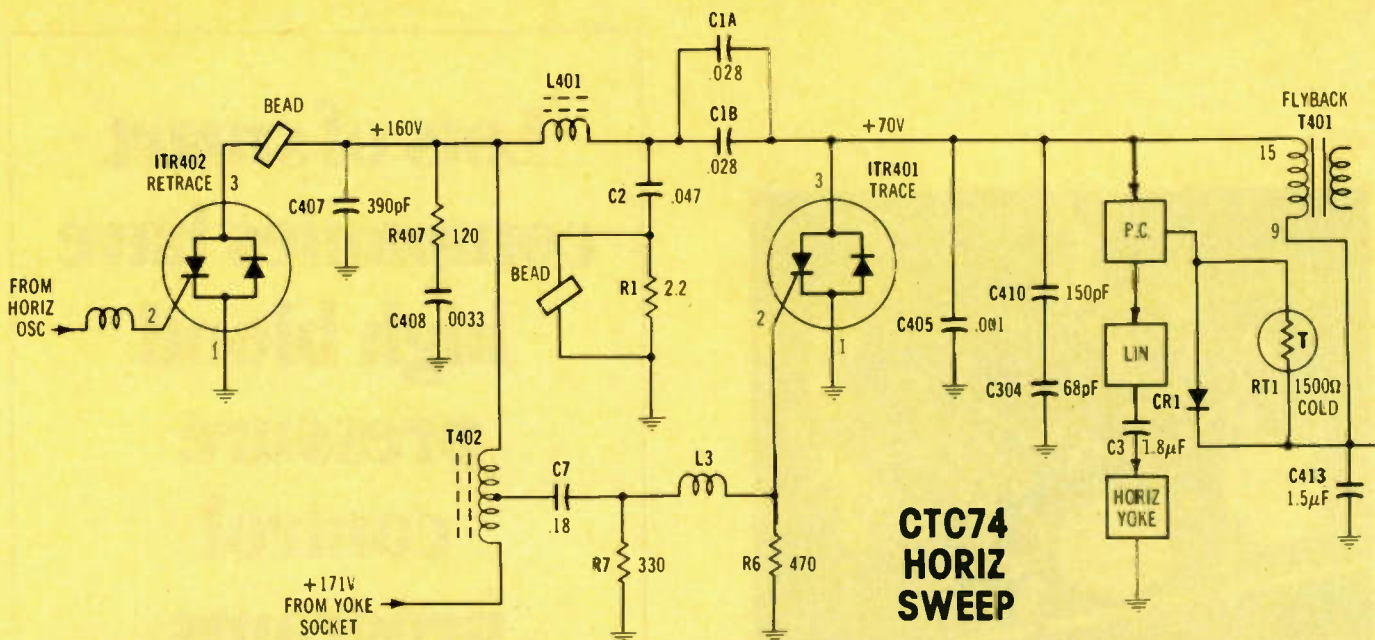 C1A
.028
L401
BEAD
C1B
FLYBACK
T401
+160V
+70V
.028
15
ITR402
RETRACE
3
ITR401
TRACE
3
C2
.047
C407
390pF
P.C.
9
R407
120
BEAD
R1
2.2
C410
150pF
FROM
HORIZ
OSC
2
2
C405
.001
T
C408
.0033
1
1
LIN
RT1
1500Ω
COLD
C304
68pF
CR1
T402
C7
L3
C3
1.8µF
.18
C413
1.5µF
CTC74
HORIZ
SWEEP
HORIZ
YOKE
R7
330
R6
470
+171V
FROM YOKE
SOCKET